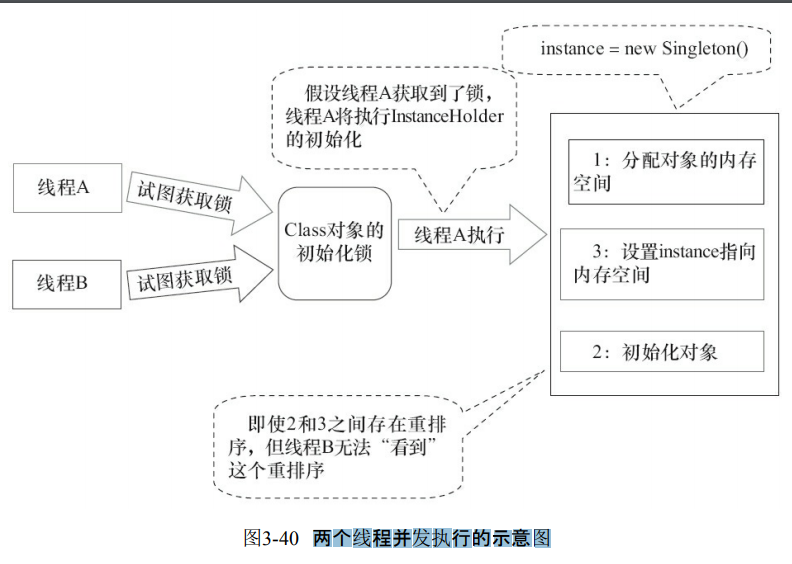 instance = new Singleton()
假设线程A获取到了锁，
线程A将执行InstanceHolder
的初始化
线程A
试图获取锁
线程B
试图获取锁
Class对象的
初始化锁
线程A执行
1：分配对象的内存
空间
3：设置instance指向
内存空间
2：初始化对象
即使2和3之间存在重排
序，但线程B无法“看到”
这个重排序
图3-40 两个线程并发执行的示意图